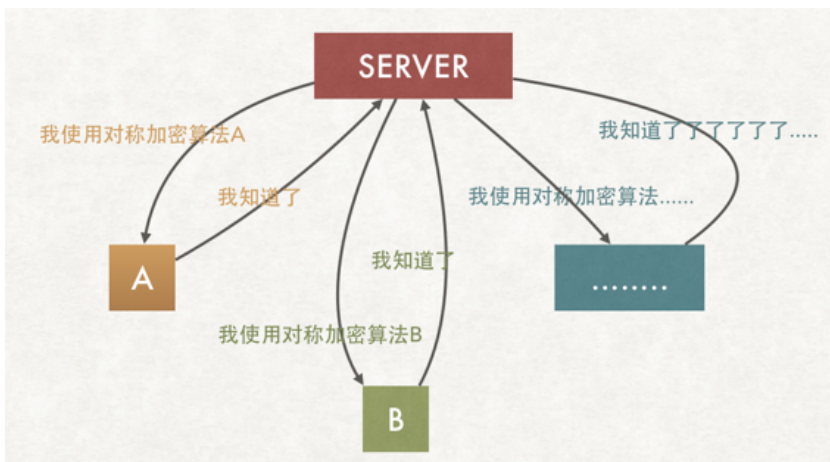 SERVER
我使用对称加密算法A
我知道了了了了了了.....
我知道了
我使用对称加密算法......
A
我知道了
........
我使用对称加密算法B
B